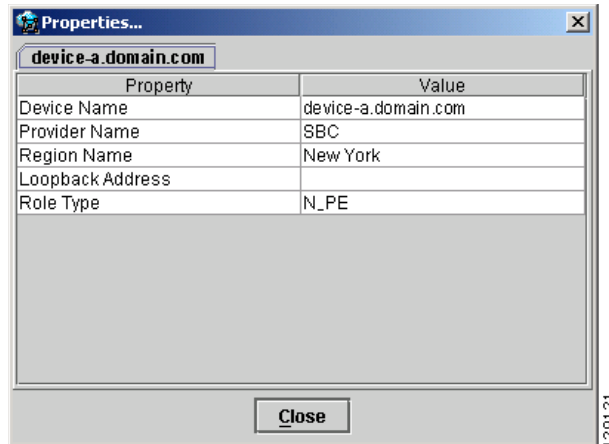 Properties...
device-a.domain.com
Property Value
Device Name device-a.domain.com
Provider Name SBC
Region Name New York
Loopback Address
Role Type N_PE
Close